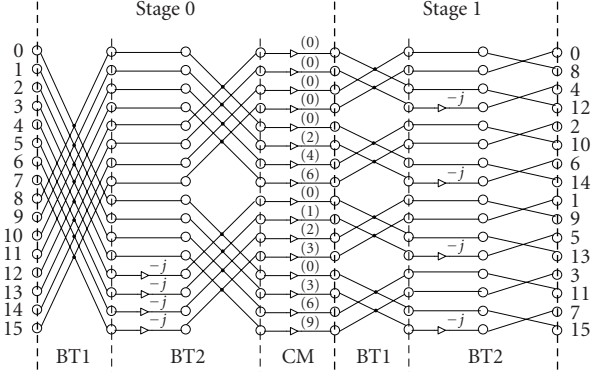 Stage 0 Stage 1
0 (0) 0
1 (0) 8
2 (0) 4
3 (0) −j 12
4 (0) 2
5 (2) 10
6 (4) 6
7 (6) −j 14
8 (0) 1
9 (1) 9
10 (2) 5
11 (3) −j 13
12 −j (0) 3
13 −j (3) 11
14 −j (6) 7
15 −j (9) −j 15
BT1 BT2 CM BT1 BT2